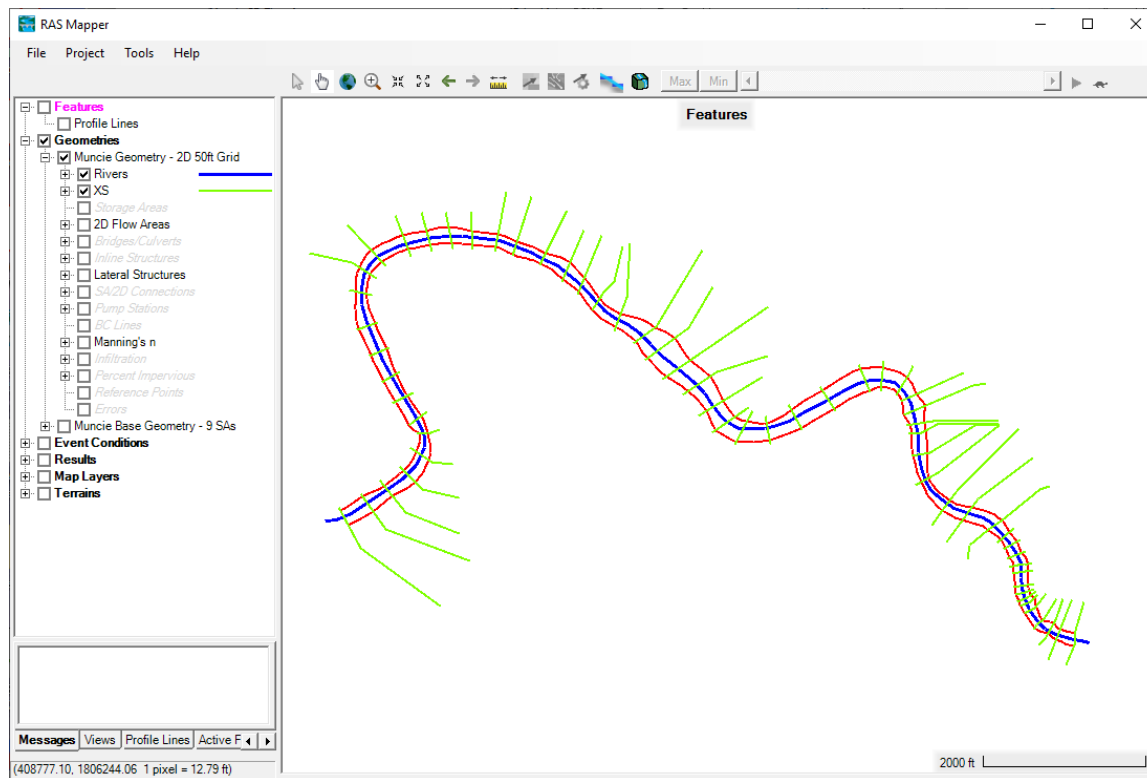 RAS Mapper
File Project Tools Help
Max Min
Features
Profile Lines
Geometries
Muncie Geometry - 2D 50ft Grid
Rivers
XS
Storage Areas
2D Flow Areas
Bridges/Culverts
Inline Structures
Lateral Structures
SA/2D Connections
Pump Stations
BC Lines
Manning's n
Infiltration
Percent Impervious
Reference Points
Errors
Muncie Base Geometry - 9 SAs
Event Conditions
Results
Map Layers
Terrains
Features
Messages Views Profile Lines Active F
(408777.10, 1806244.06 1 pixel = 12.79 ft)
2000 ft